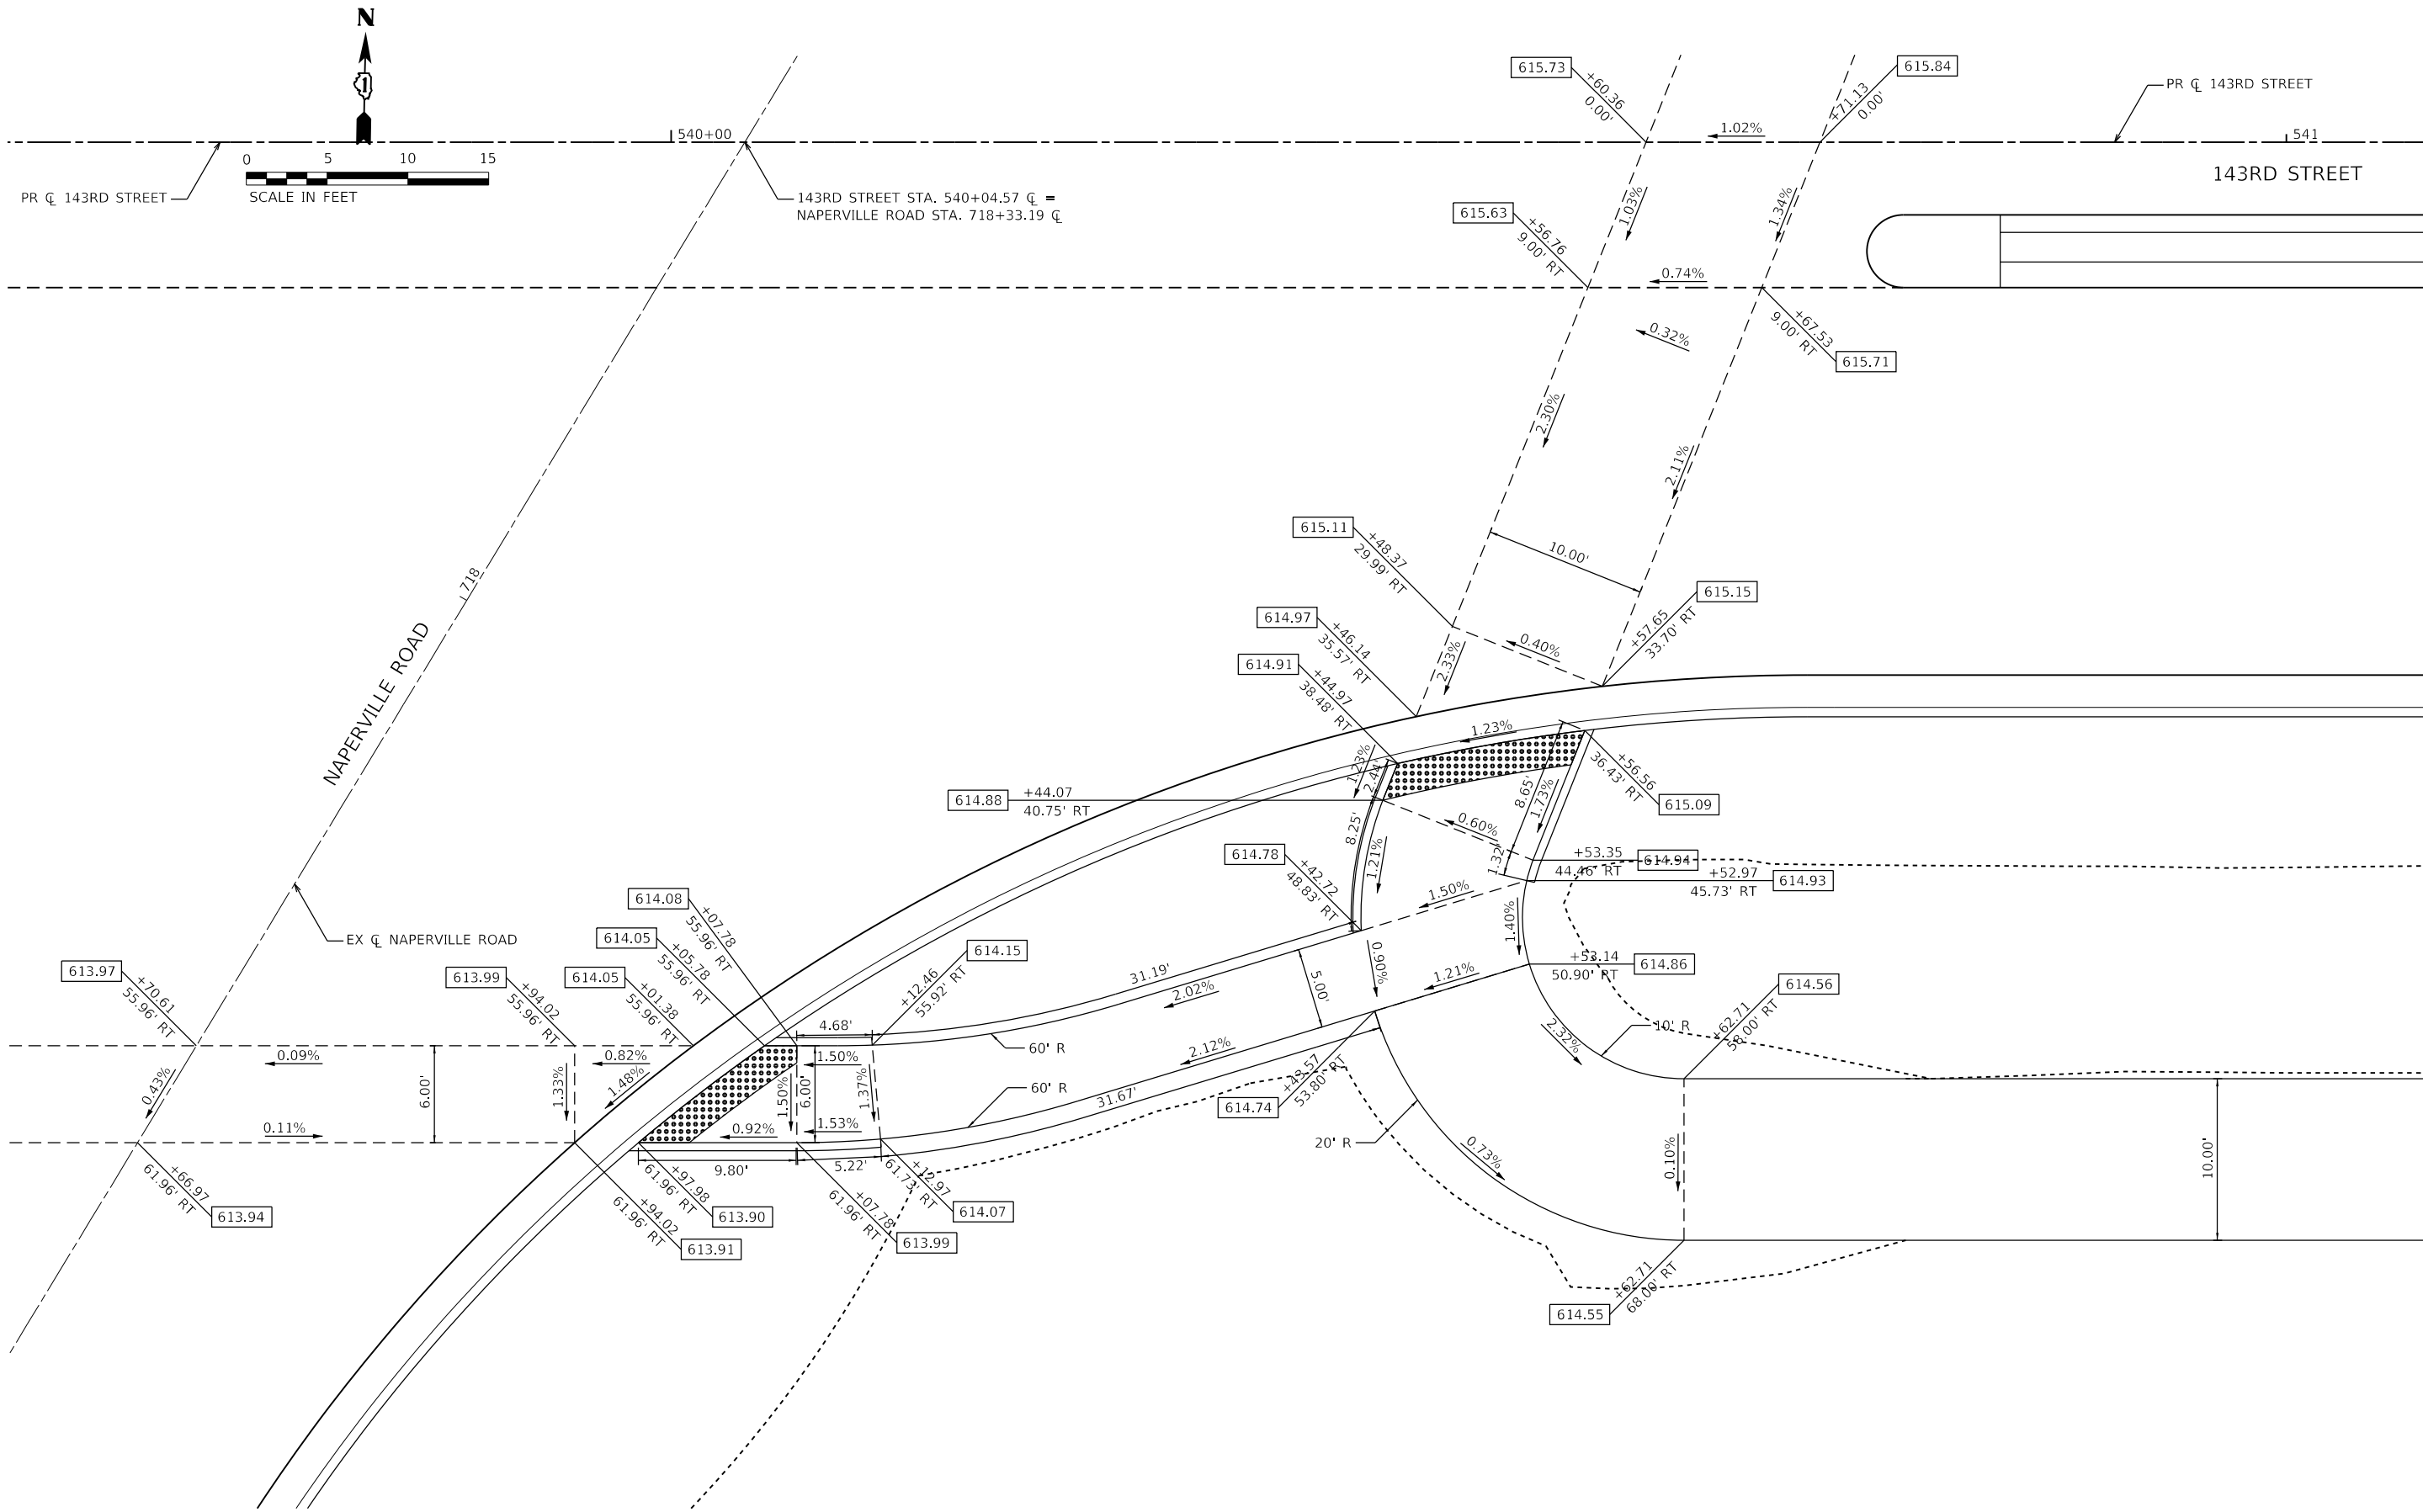 N
615.73
+60.36
0.00'
615.84
+71.13
0.00'
PR ℄ 143RD STREET
540+00
1.02%
541
0 5 10 15
SCALE IN FEET
143RD STREET
PR ℄ 143RD STREET
143RD STREET STA. 540+04.57 ℄ =
NAPERVILLE ROAD STA. 718+33.19 ℄
615.63
+56.76
9.00' RT
1.03%
1.34%
0.74%
0.32%
+67.53
9.00' RT
615.71
2.30%
2.11%
615.11
+48.37
29.99' RT
10.00'
718
NAPERVILLE ROAD
614.97
+46.14
35.57' RT
615.15
+57.65
33.70' RT
0.40%
2.33%
614.91
+44.97
38.48' RT
1.23%
1.23%
2.44'
8.65'
1.73%
+56.56
36.43' RT
615.09
614.88
+44.07
40.75' RT
8.25'
0.60%
1.32'
1.21%
614.78
+42.72
48.83' RT
+53.35
44.46' RT
614.94
+52.97
45.73' RT
614.93
1.50%
1.40%
EX ℄ NAPERVILLE ROAD
614.08
+07.78
55.96' RT
614.05
+05.78
55.96' RT
614.15
+12.46
55.92' RT
613.97
+70.61
55.96' RT
613.99
+94.02
55.96' RT
614.05
+01.38
55.96' RT
31.19'
2.02%
0.90%
5.00'
1.21%
+53.14
50.90' RT
614.86
614.56
+62.71
58.00' RT
2.32%
10' R
4.68'
60' R
2.12%
0.09%
0.82%
1.50%
0.43%
6.00'
1.33%
1.48%
1.50%
6.00'
1.37%
60' R
31.67'
+43.57
53.80' RT
614.74
0.11%
0.92%
1.53%
20' R
0.73%
0.10%
10.00'
9.80'
5.22'
+66.97
61.96' RT
613.94
+97.98
61.96' RT
613.90
+94.02
61.96' RT
613.91
+07.78
61.96' RT
613.99
+12.97
61.73' RT
614.07
+62.71
68.00' RT
614.55